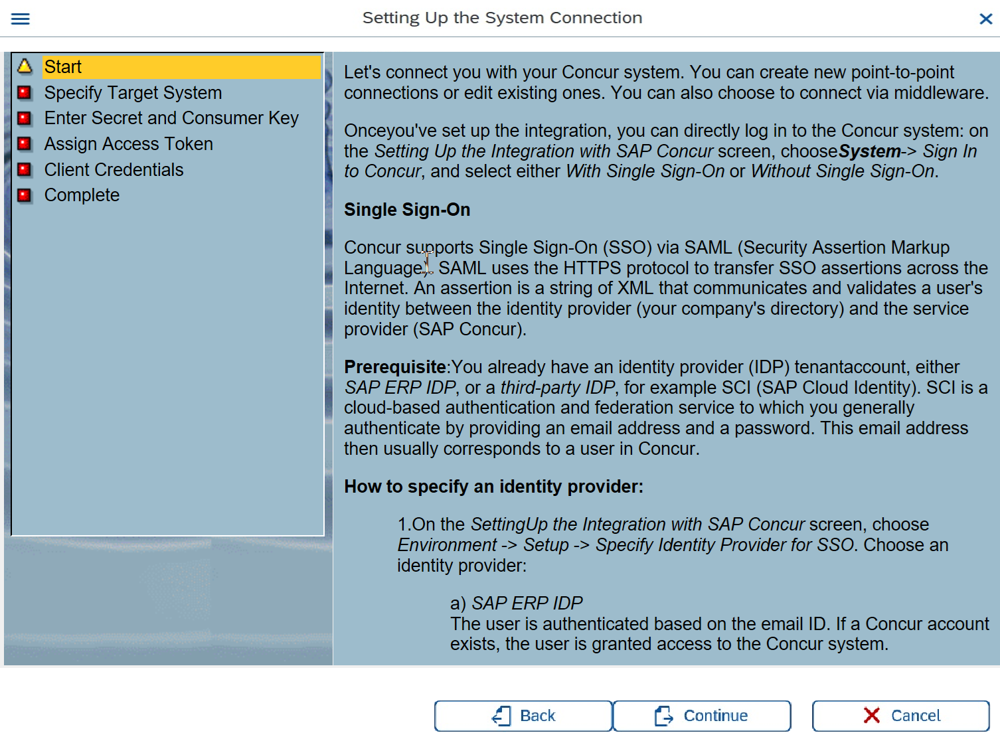 Setting Up the System Connection
Start
Specify Target System
Enter Secret and Consumer Key
Assign Access Token
Client Credentials
Complete
Let's connect you with your Concur system. You can create new point-to-point
connections or edit existing ones. You can also choose to connect via middleware.
Onceyou've set up the integration, you can directly log in to the Concur system: on
the Setting Up the Integration with SAP Concur screen, chooseSystem-> Sign In
to Concur, and select either With Single Sign-On or Without Single Sign-On.
Single Sign-On
Concur supports Single Sign-On (SSO) via SAML (Security Assertion Markup
Language). SAML uses the HTTPS protocol to transfer SSO assertions across the
Internet. An assertion is a string of XML that communicates and validates a user's
identity between the identity provider (your company's directory) and the service
provider (SAP Concur).
Prerequisite:You already have an identity provider (IDP) tenantaccount, either
SAP ERP IDP, or a third-party IDP, for example SCI (SAP Cloud Identity). SCI is a
cloud-based authentication and federation service to which you generally
authenticate by providing an email address and a password. This email address
then usually corresponds to a user in Concur.
How to specify an identity provider:
1.On the SettingUp the Integration with SAP Concur screen, choose
Environment -> Setup -> Specify Identity Provider for SSO. Choose an
identity provider:
a) SAP ERP IDP
The user is authenticated based on the email ID. If a Concur account
exists, the user is granted access to the Concur system.
Back
Continue
Cancel